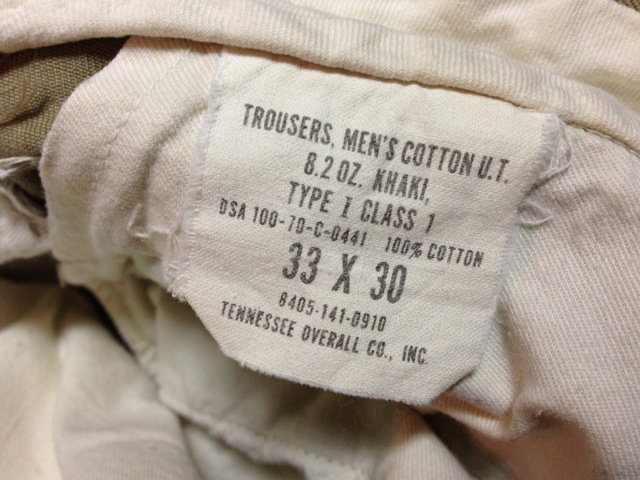 TROUSERS, MEN'S COTTON U.T.
8.2 OZ. KHAKI,
TYPE I CLASS 1
DSA 100-70-C-0441 100% COTTON
33 X 30
8405-141-0910
TENNESSEE OVERALL CO., INC.